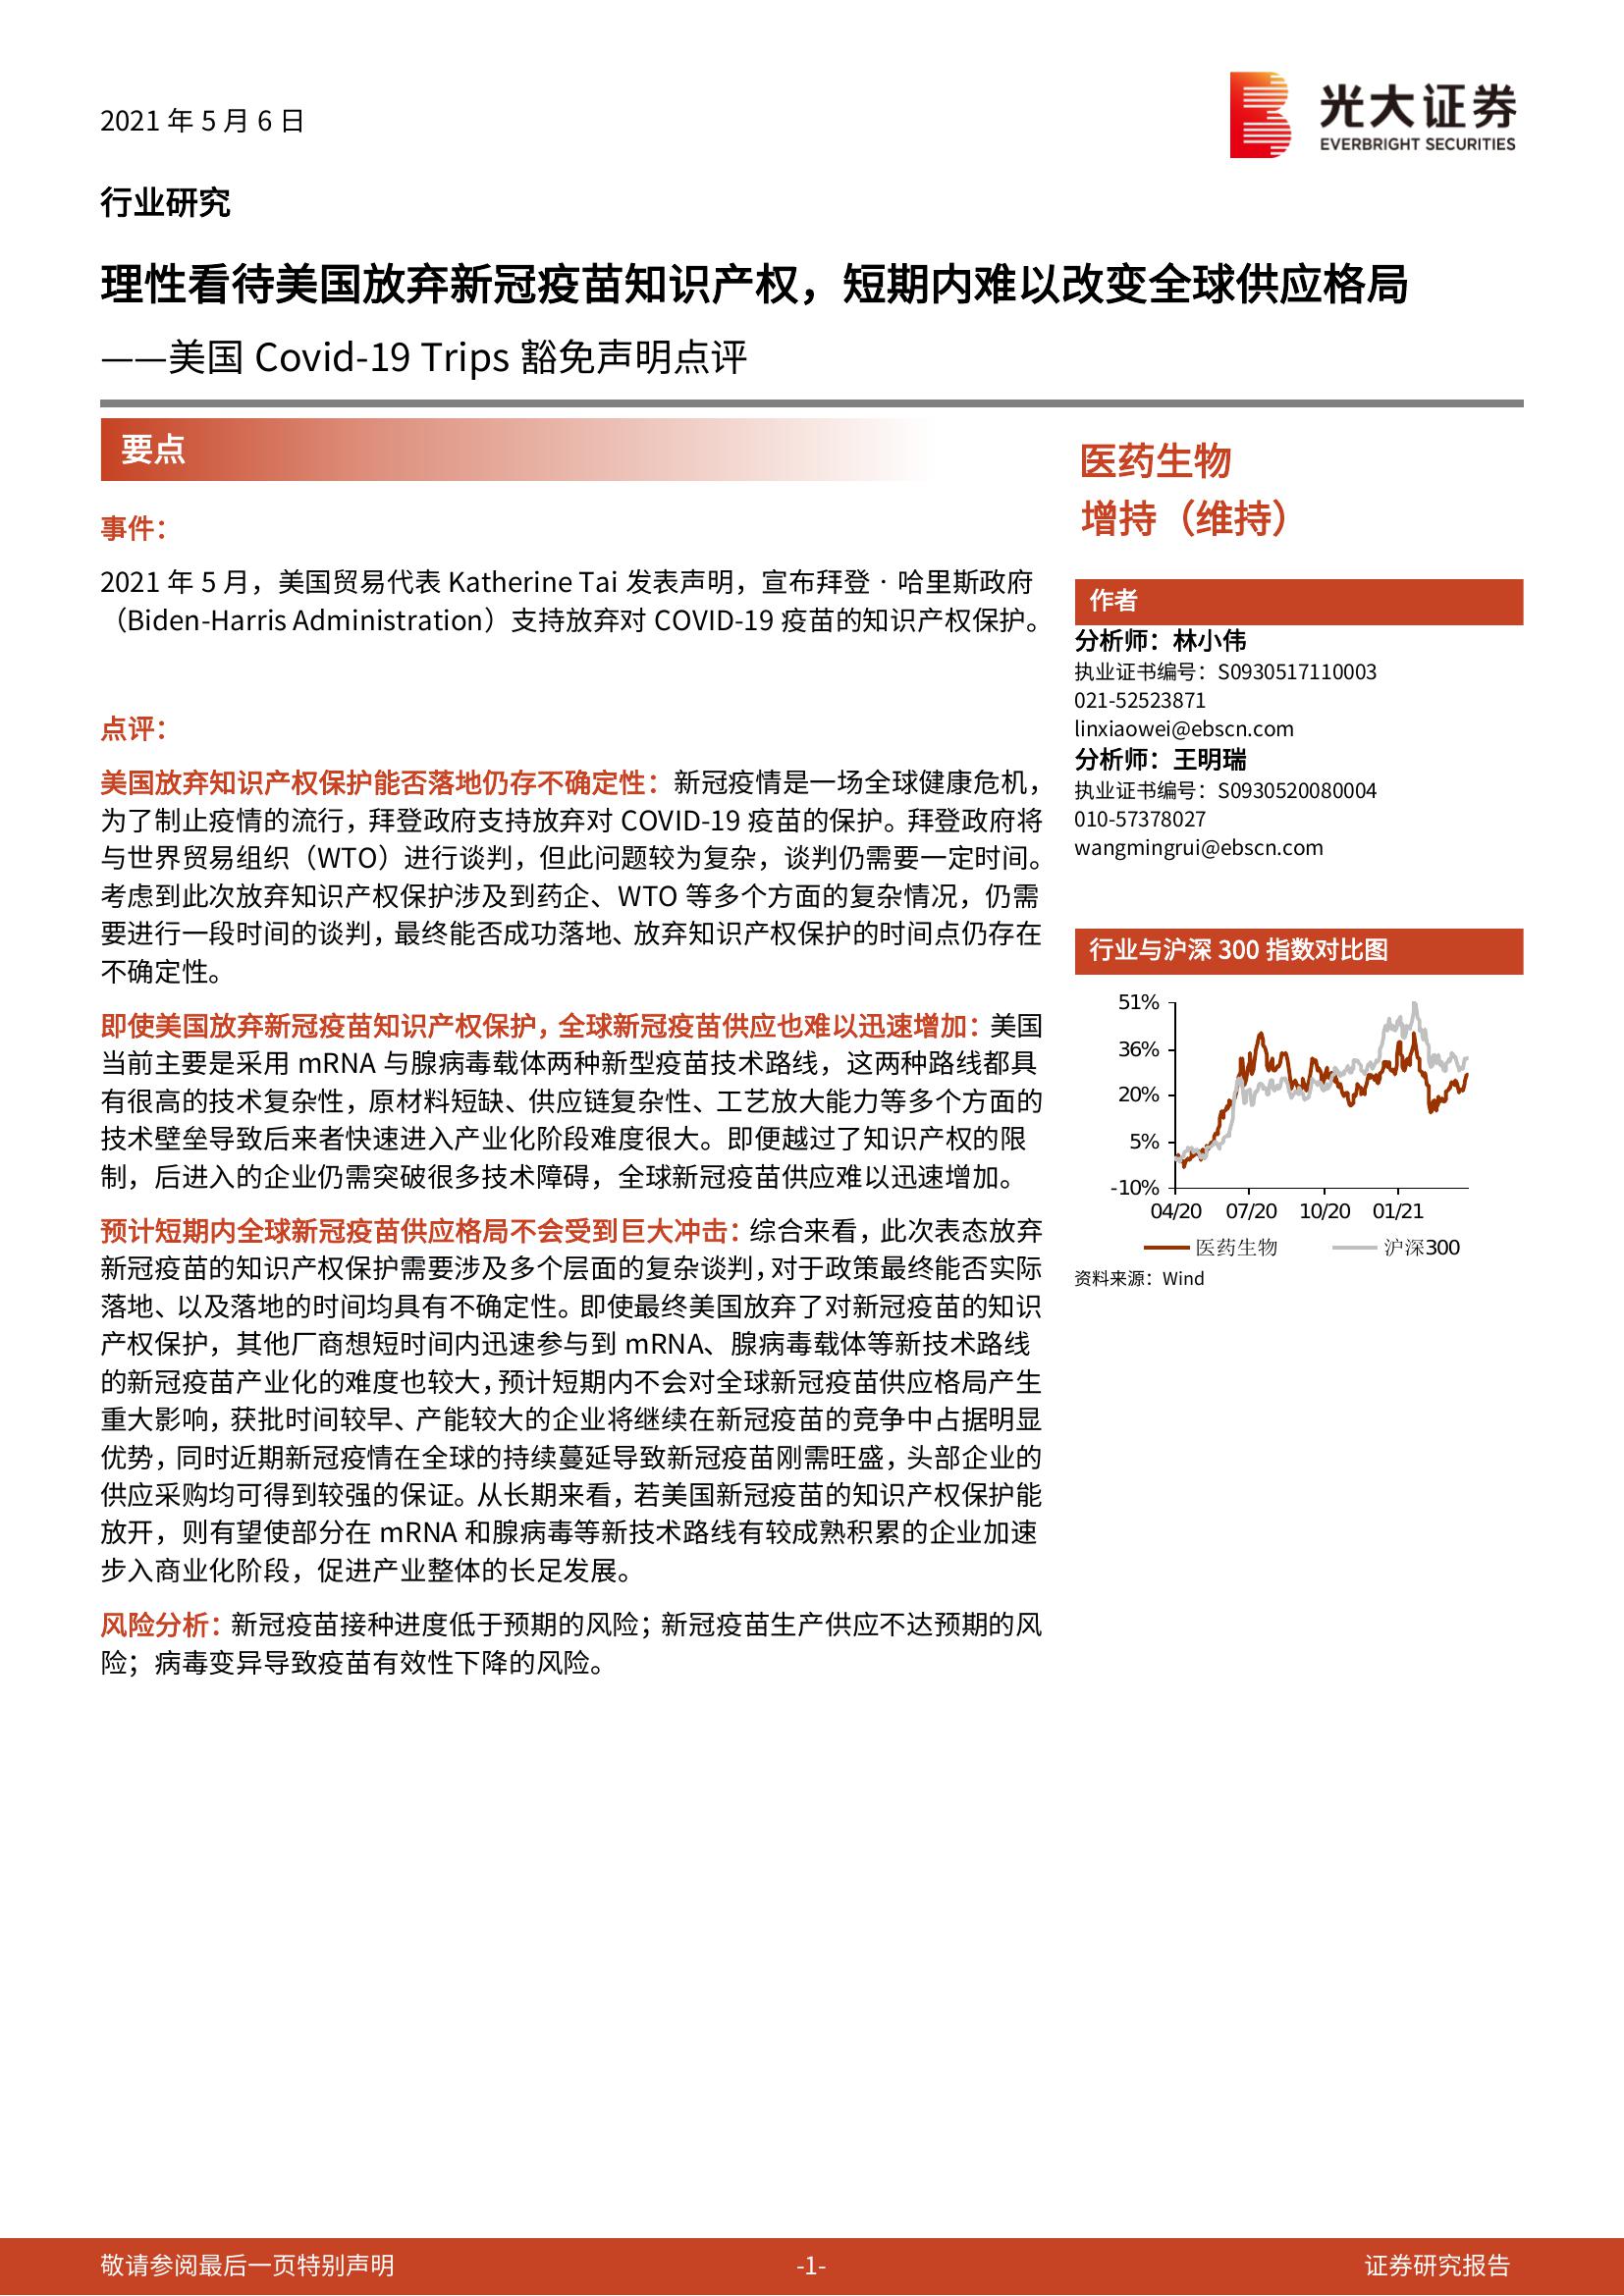 2021 年 5 月 6 日
光大证券
EVERBRIGHT SECURITIES
行业研究
理性看待美国放弃新冠疫苗知识产权，短期内难以改变全球供应格局
——美国 Covid-19 Trips 豁免声明点评
要点
事件：
2021 年 5 月，美国贸易代表 Katherine Tai 发表声明，宣布拜登 · 哈里斯政府
（Biden-Harris Administration）支持放弃对 COVID-19 疫苗的知识产权保护。
点评：
美国放弃知识产权保护能否落地仍存不确定性：新冠疫情是一场全球健康危机，
为了制止疫情的流行，拜登政府支持放弃对 COVID-19 疫苗的保护。拜登政府将
与世界贸易组织（WTO）进行谈判，但此问题较为复杂，谈判仍需要一定时间。
考虑到此次放弃知识产权保护涉及到药企、WTO 等多个方面的复杂情况，仍需
要进行一段时间的谈判，最终能否成功落地、放弃知识产权保护的时间点仍存在
不确定性。
即使美国放弃新冠疫苗知识产权保护，全球新冠疫苗供应也难以迅速增加：美国
当前主要是采用 mRNA 与腺病毒载体两种新型疫苗技术路线，这两种路线都具
有很高的技术复杂性，原材料短缺、供应链复杂性、工艺放大能力等多个方面的
技术壁垒导致后来者快速进入产业化阶段难度很大。即便越过了知识产权的限
制，后进入的企业仍需突破很多技术障碍，全球新冠疫苗供应难以迅速增加。
预计短期内全球新冠疫苗供应格局不会受到巨大冲击：综合来看，此次表态放弃
新冠疫苗的知识产权保护需要涉及多个层面的复杂谈判，对于政策最终能否实际
落地、以及落地的时间均具有不确定性。即使最终美国放弃了对新冠疫苗的知识
产权保护，其他厂商想短时间内迅速参与到 mRNA、腺病毒载体等新技术路线
的新冠疫苗产业化的难度也较大，预计短期内不会对全球新冠疫苗供应格局产生
重大影响，获批时间较早、产能较大的企业将继续在新冠疫苗的竞争中占据明显
优势，同时近期新冠疫情在全球的持续蔓延导致新冠疫苗刚需旺盛，头部企业的
供应采购均可得到较强的保证。从长期来看，若美国新冠疫苗的知识产权保护能
放开，则有望使部分在 mRNA 和腺病毒等新技术路线有较成熟积累的企业加速
步入商业化阶段，促进产业整体的长足发展。
风险分析：新冠疫苗接种进度低于预期的风险；新冠疫苗生产供应不达预期的风
险；病毒变异导致疫苗有效性下降的风险。
医药生物
增持（维持）
作者
分析师：林小伟
执业证书编号：S0930517110003
021-52523871
linxiaowei@ebscn.com
分析师：王明瑞
执业证书编号：S0930520080004
010-57378027
wangmingrui@ebscn.com
行业与沪深 300 指数对比图
51%
36%
20%
5%
-10%
04/20 07/20 10/20 01/21
医药生物 沪深300
资料来源：Wind
敬请参阅最后一页特别声明 -1- 证券研究报告